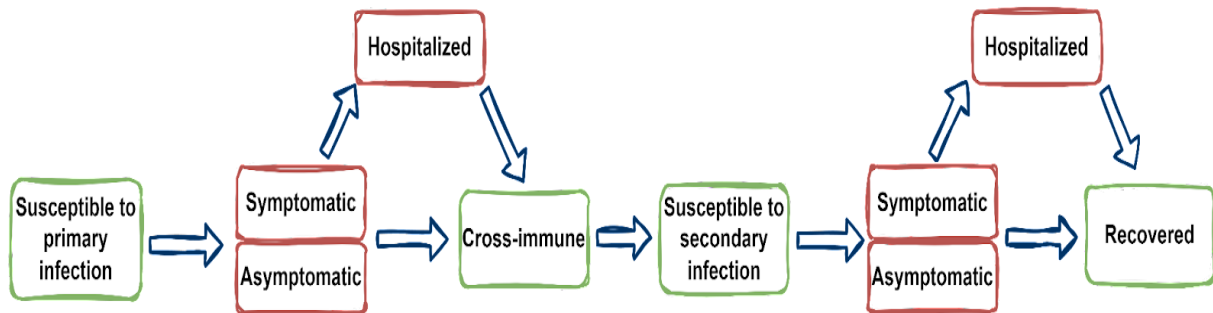 Susceptible to
primary
infection
Symptomatic
Asymptomatic
Hospitalized
Cross-immune
Susceptible to
secondary
infection
Symptomatic
Asymptomatic
Hospitalized
Recovered